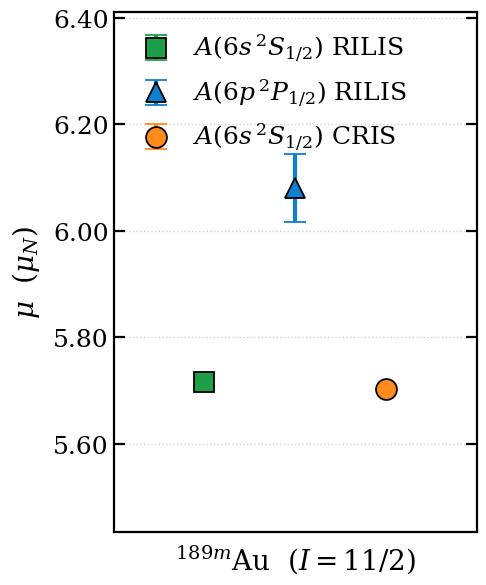 6.40
A(6s ²S₁/₂) RILIS
A(6p ²P₁/₂) RILIS
6.20
A(6s ²S₁/₂) CRIS
6.00
μ (μ_N)
5.80
5.60
¹⁸⁹ᵐAu (I = 11/2)